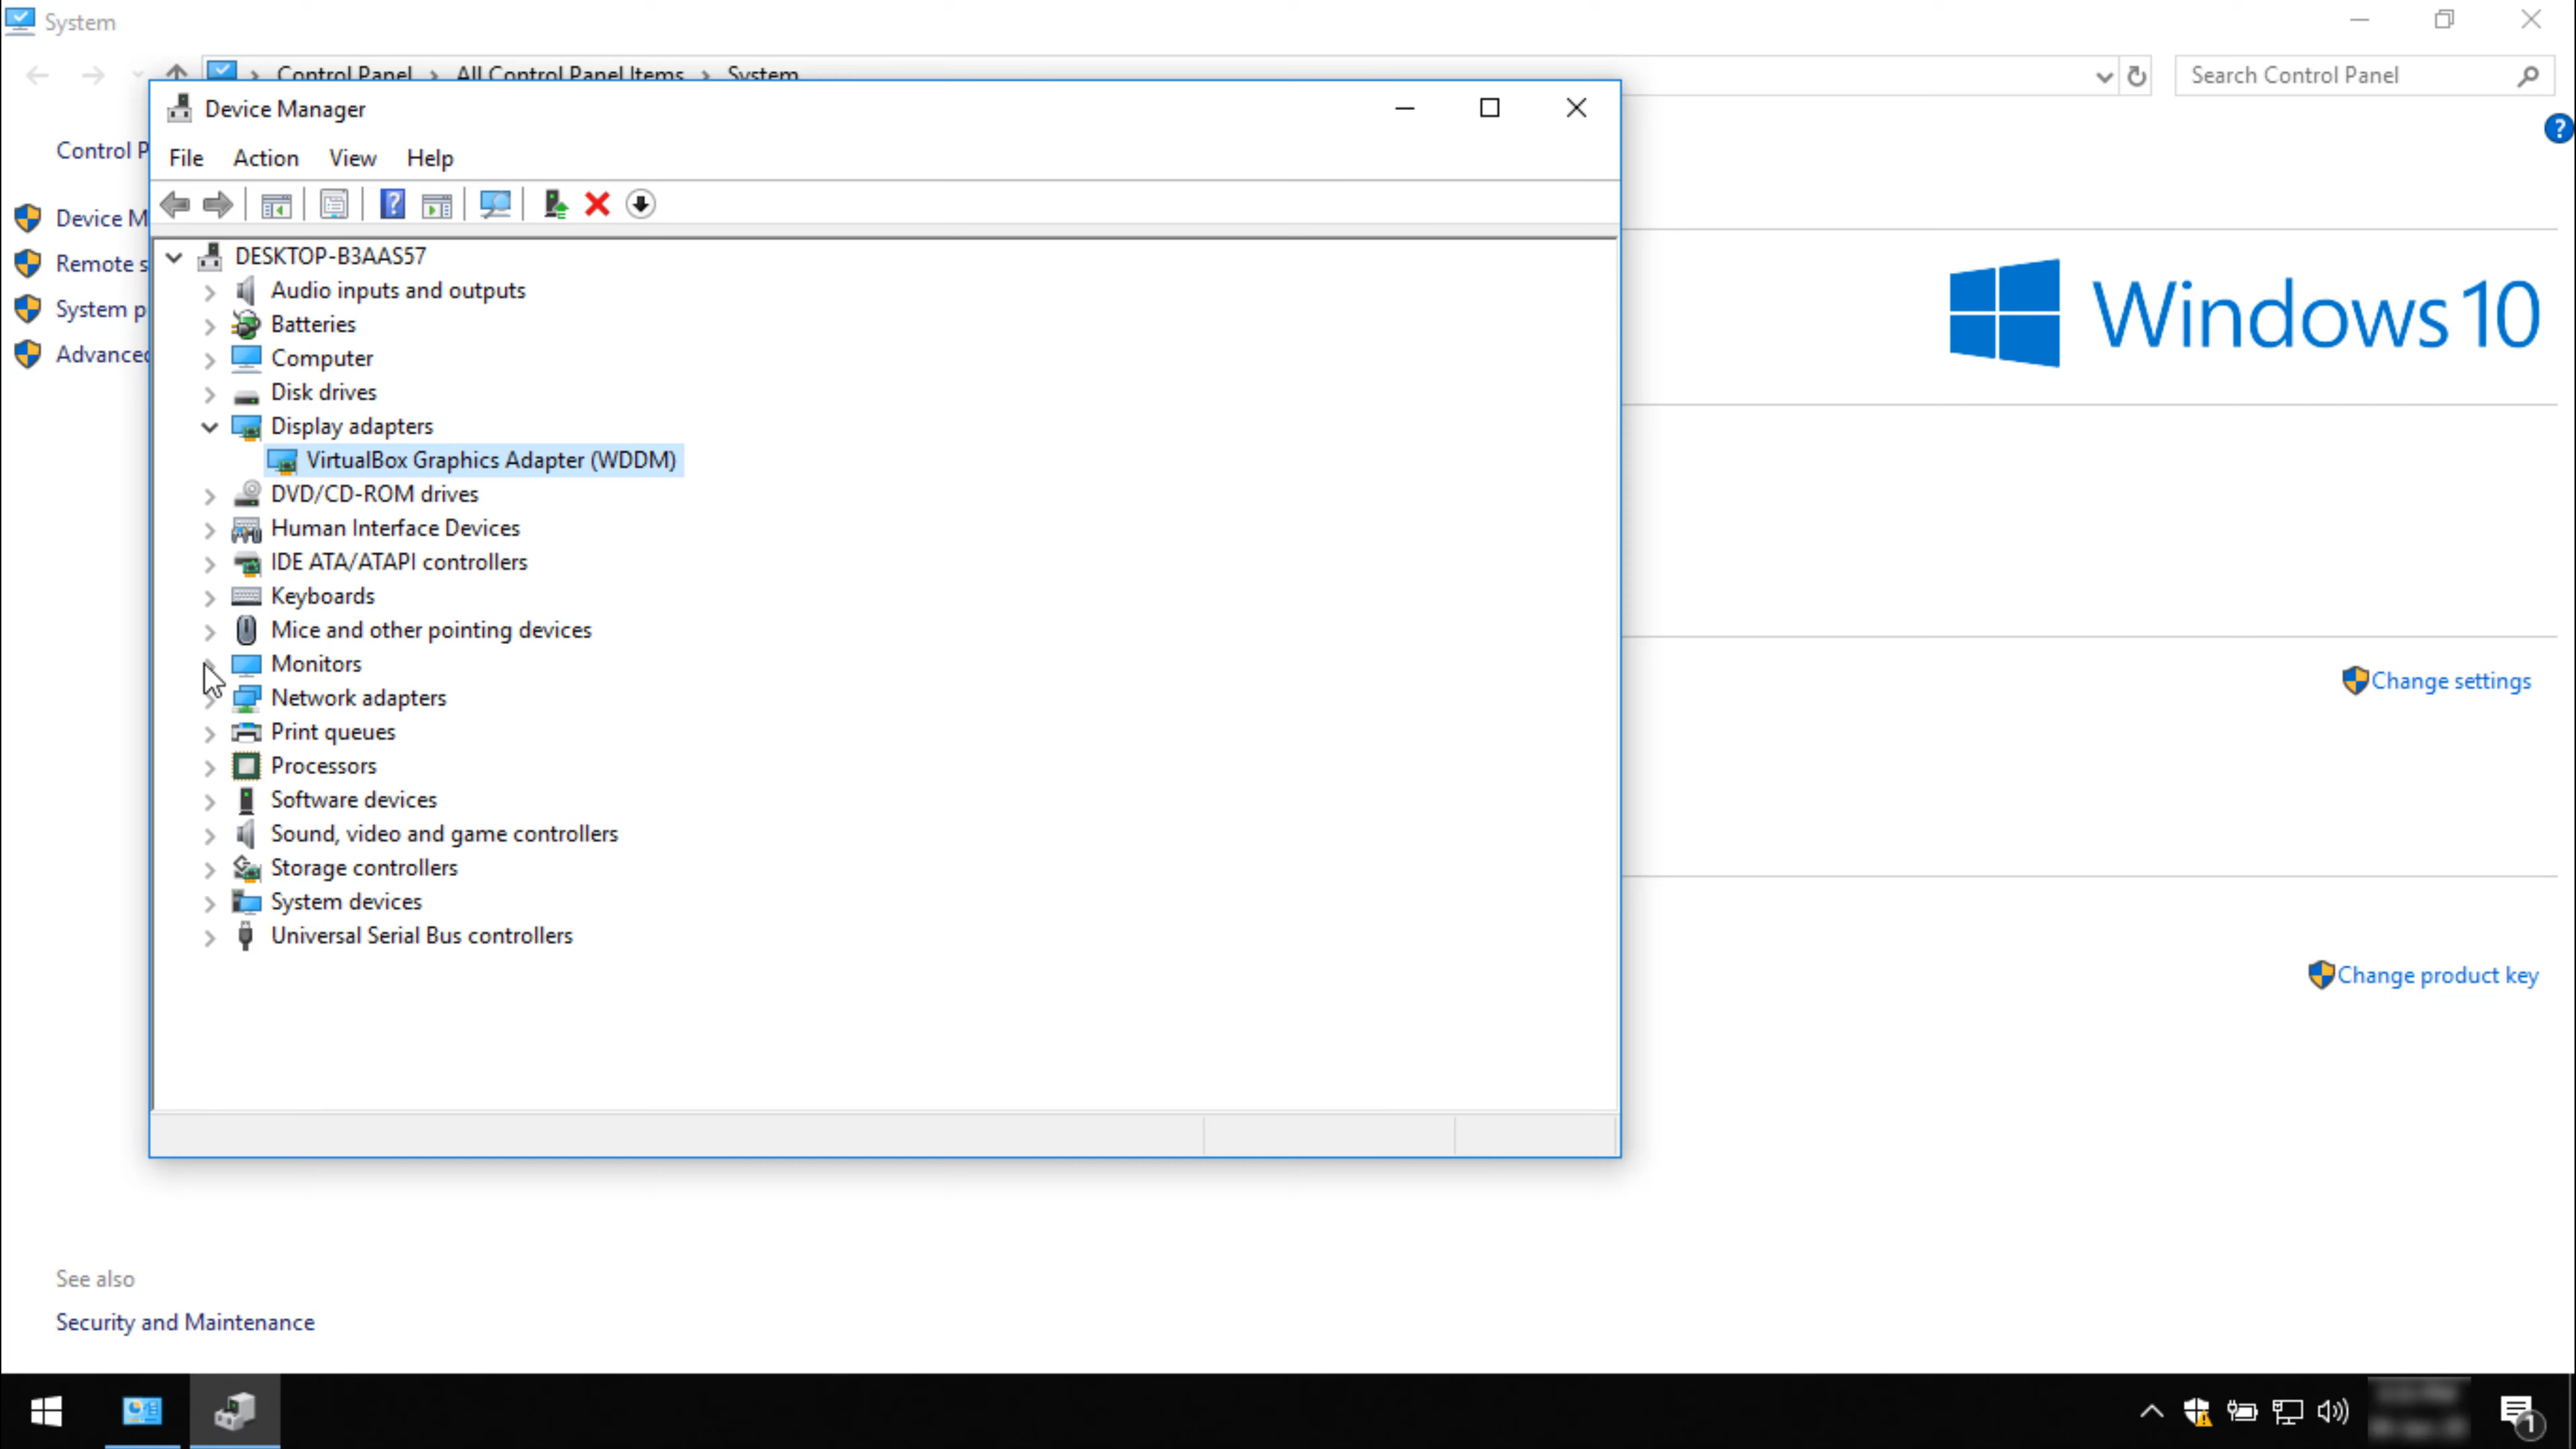 System
Control Panel > All Control Panel Items > System
Search Control Panel
Device Manager
File Action View Help
Control P
Device M
Remote s
System p
Advanced
DESKTOP-B3AAS57
Audio inputs and outputs
Batteries
Computer
Disk drives
Display adapters
VirtualBox Graphics Adapter (WDDM)
DVD/CD-ROM drives
Human Interface Devices
IDE ATA/ATAPI controllers
Keyboards
Mice and other pointing devices
Monitors
Network adapters
Print queues
Processors
Software devices
Sound, video and game controllers
Storage controllers
System devices
Universal Serial Bus controllers
Windows 10
Change settings
Change product key
See also
Security and Maintenance
1